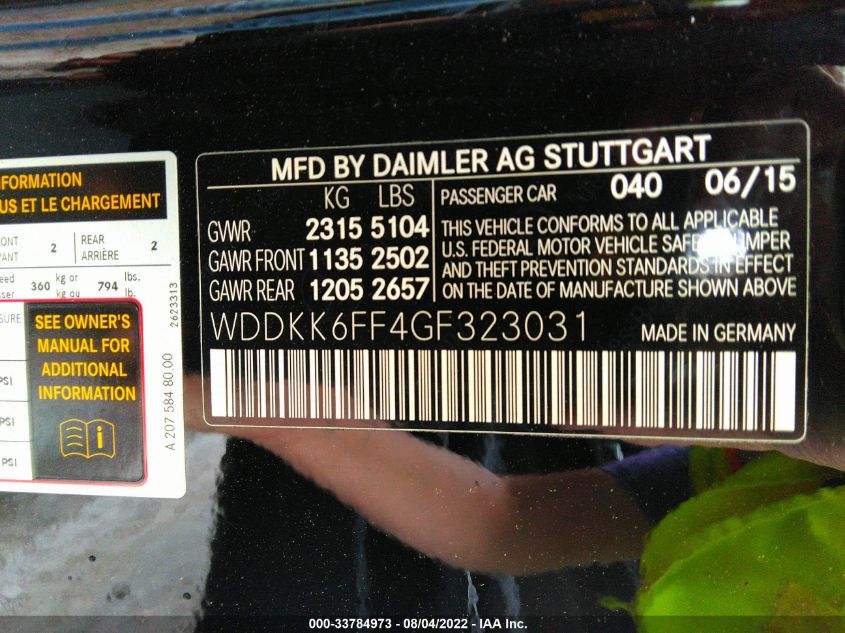 NFORMATION
US ET LE CHARGEMENT
2 REAR 2
ARRIÈRE
360 kg or 794 lbs.
kg ou lb.
SEE OWNER'S
MANUAL FOR
ADDITIONAL
INFORMATION
PSI
PSI
PSI
2623313
A 207 584 80 00
MFD BY DAIMLER AG STUTTGART
KG LBS
GVWR 2315 5104
GAWR FRONT 1135 2502
GAWR REAR 1205 2657
PASSENGER CAR 040 06/15
THIS VEHICLE CONFORMS TO ALL APPLICABLE
U.S. FEDERAL MOTOR VEHICLE
AND THEFT PREVENTION STANDARDS IN EFFECT
ON THE DATE OF MANUFACTURE SHOWN ABOVE
WDDKK6FF4GF323031 MADE IN GERMANY
000-33784973 - 08/04/2022 - IAA Inc.